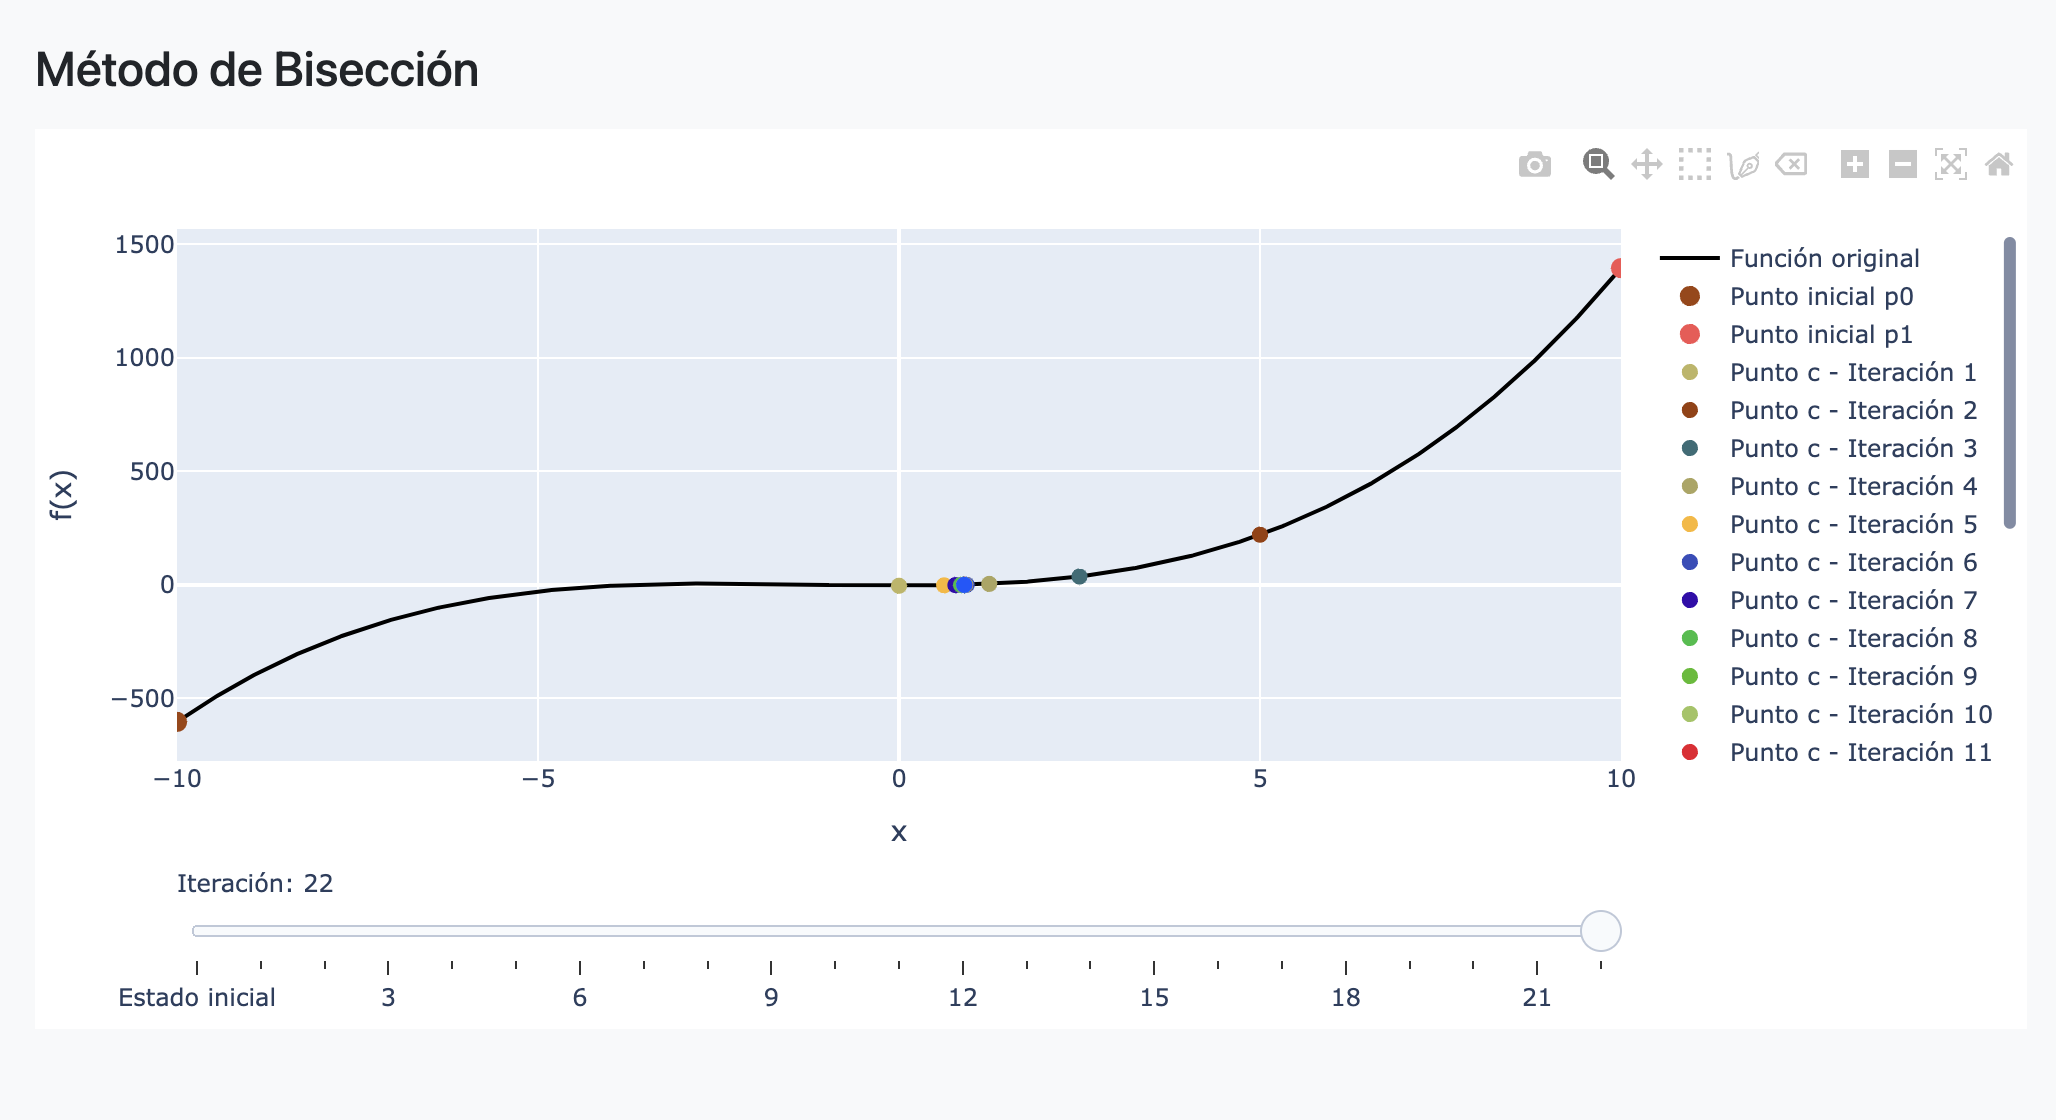 Método de Bisección
1500
1000
500
0
−500
f(x)
−10
−5
0
5
10
x
Función original
Punto inicial p0
Punto inicial p1
Punto c - Iteración 1
Punto c - Iteración 2
Punto c - Iteración 3
Punto c - Iteración 4
Punto c - Iteración 5
Punto c - Iteración 6
Punto c - Iteración 7
Punto c - Iteración 8
Punto c - Iteración 9
Punto c - Iteración 10
Punto c - Iteración 11
Iteración: 22
Estado inicial
3
6
9
12
15
18
21